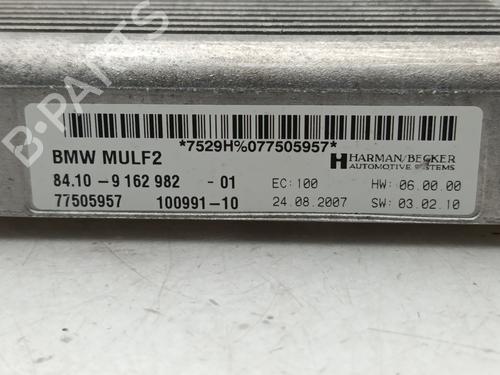 B-PARTS
*7529H%077505957*
BMW MULF2
HARMAN/BECKER
AUTOMOTIVE SYSTEMS
84.10-9 162 982 -01 EC:100 HW: 06.00.00
77505957 100991-10 24.08.2007 SW: 03.02.10